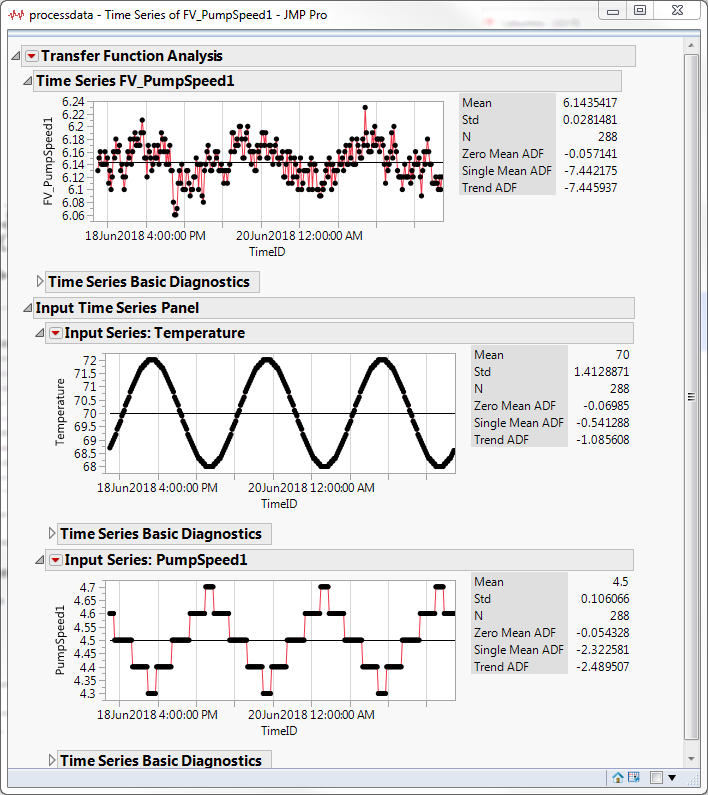 processdata - Time Series of FV_PumpSpeed1 - JMP Pro
Transfer Function Analysis
Time Series FV_PumpSpeed1
FV_PumpSpeed1
6.24
6.22
6.2
6.18
6.16
6.14
6.12
6.1
6.08
6.06
18Jun2018 4:00:00 PM 20Jun2018 12:00:00 AM
TimeID
Mean 6.1435417
Std 0.0281481
N 288
Zero Mean ADF -0.057141
Single Mean ADF -7.442175
Trend ADF -7.445937
Time Series Basic Diagnostics
Input Time Series Panel
Input Series: Temperature
Temperature
72
71.5
71
70.5
70
69.5
69
68.5
68
18Jun2018 4:00:00 PM 20Jun2018 12:00:00 AM
TimeID
Mean 70
Std 1.4128871
N 288
Zero Mean ADF -0.06985
Single Mean ADF -0.541288
Trend ADF -1.085608
Time Series Basic Diagnostics
Input Series: PumpSpeed1
PumpSpeed1
4.7
4.65
4.6
4.55
4.5
4.45
4.4
4.35
4.3
18Jun2018 4:00:00 PM 20Jun2018 12:00:00 AM
TimeID
Mean 4.5
Std 0.106066
N 288
Zero Mean ADF -0.054328
Single Mean ADF -2.322581
Trend ADF -2.489507
Time Series Basic Diagnostics